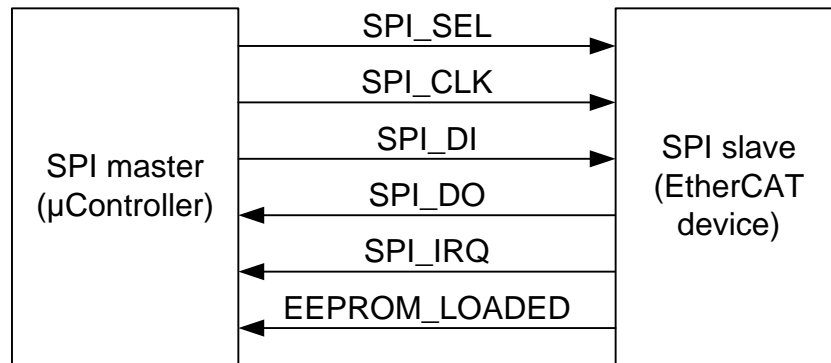 SPI master
(µController)
SPI_SEL
SPI_CLK
SPI_DI
SPI_DO
SPI_IRQ
EEPROM_LOADED
SPI slave
(EtherCAT
device)